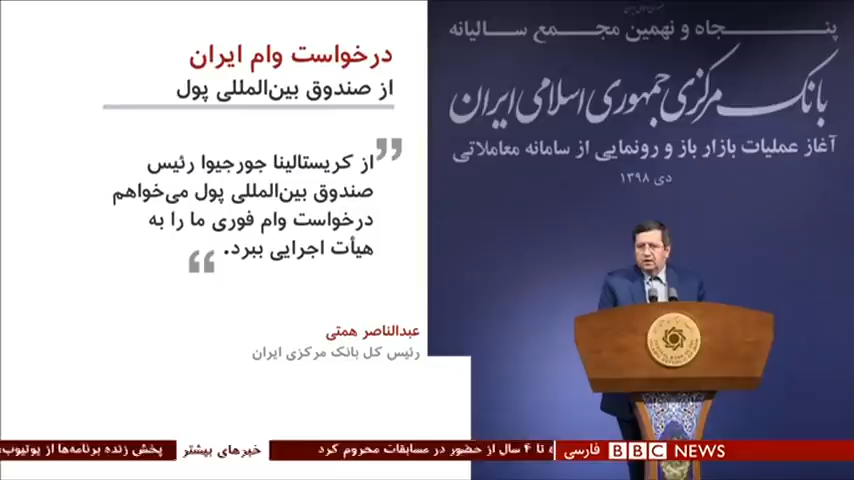 درخواست وام ایران
از صندوق بین‌المللی پول
"از کریستالینا جورجیوا رئیس
صندوق بین‌المللی پول می‌خواهم
درخواست وام فوری ما را به
هیأت اجرایی ببرد."
عبدالناصر همتی
رئیس کل بانک مرکزی ایران
پنجاه و نهمین مجمع سالیانه
بانک مرکزی جمهوری اسلامی ایران
آغاز عملیات بازار باز و رونمایی از سامانه معاملاتی
دی ۱۳۹۸
BBC NEWS فارسی
تا ۴ سال از حضور در مسابقات محروم کرد
خبرهای بیشتر
پخش زنده برنامه‌ها از یوتیوب